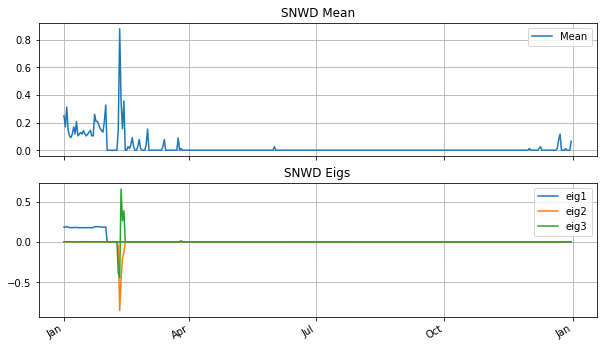 SNWD Mean
0.8
0.6
0.4
0.2
0.0
Mean
SNWD Eigs
0.5
0.0
−0.5
eig1
eig2
eig3
Jan
Apr
Jul
Oct
Jan